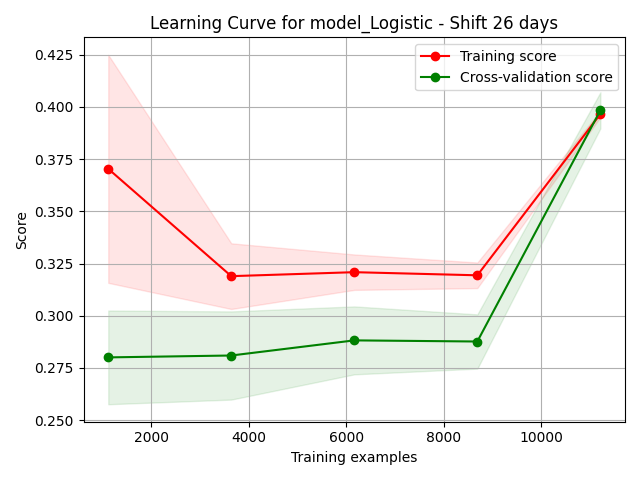 Learning Curve for model_Logistic - Shift 26 days
Training score
Cross-validation score
0.425
0.400
0.375
0.350
0.325
0.300
0.275
0.250
Score
2000 4000 6000 8000 10000
Training examples